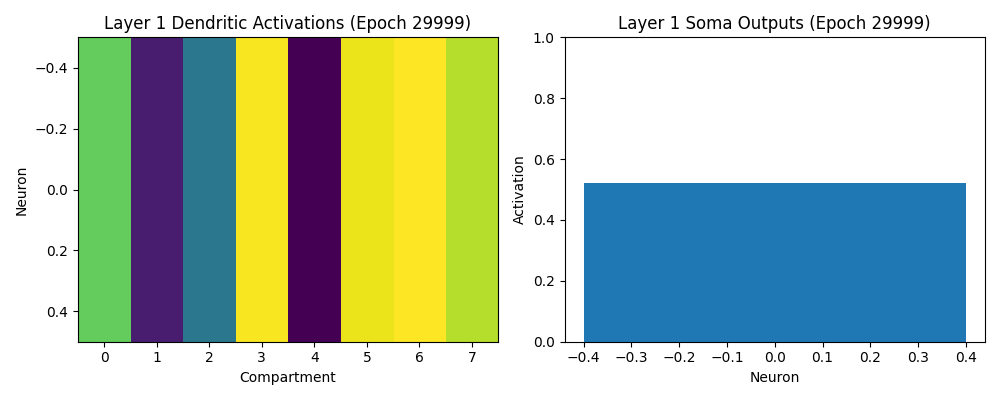 Layer 1 Dendritic Activations (Epoch 29999)
Neuron
−0.4
−0.2
0.0
0.2
0.4
0 1 2 3 4 5 6 7
Compartment
Layer 1 Soma Outputs (Epoch 29999)
Activation
1.0
0.8
0.6
0.4
0.2
0.0
−0.4 −0.3 −0.2 −0.1 0.0 0.1 0.2 0.3 0.4
Neuron